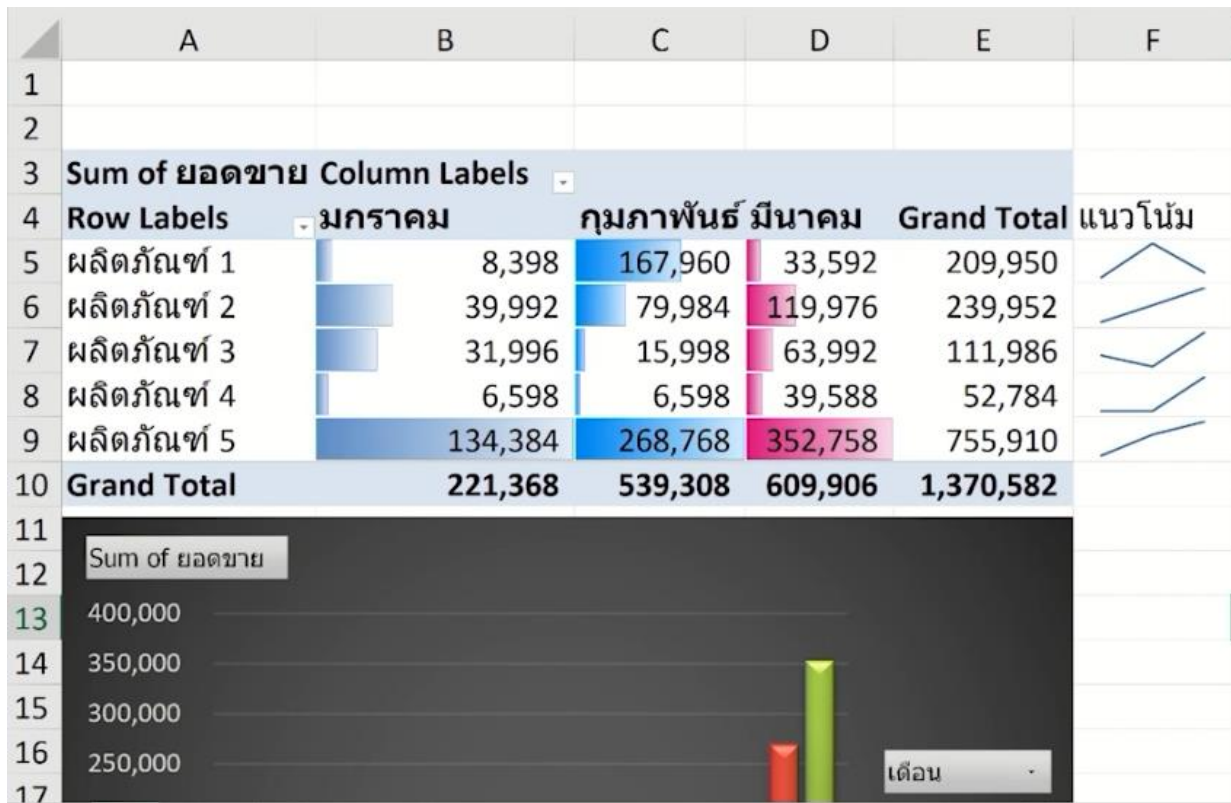 A B C D E F
1
2
3 Sum of ยอดขาย Column Labels
4 Row Labels มกราคม กุมภาพันธ์ มีนาคม Grand Total แนวโน้ม
5 ผลิตภัณฑ์ 1 8,398 167,960 33,592 209,950
6 ผลิตภัณฑ์ 2 39,992 79,984 119,976 239,952
7 ผลิตภัณฑ์ 3 31,996 15,998 63,992 111,986
8 ผลิตภัณฑ์ 4 6,598 6,598 39,588 52,784
9 ผลิตภัณฑ์ 5 134,384 268,768 352,758 755,910
10 Grand Total 221,368 539,308 609,906 1,370,582
11
Sum of ยอดขาย
12
13 400,000
14 350,000
15 300,000
16 250,000 เดือน
17